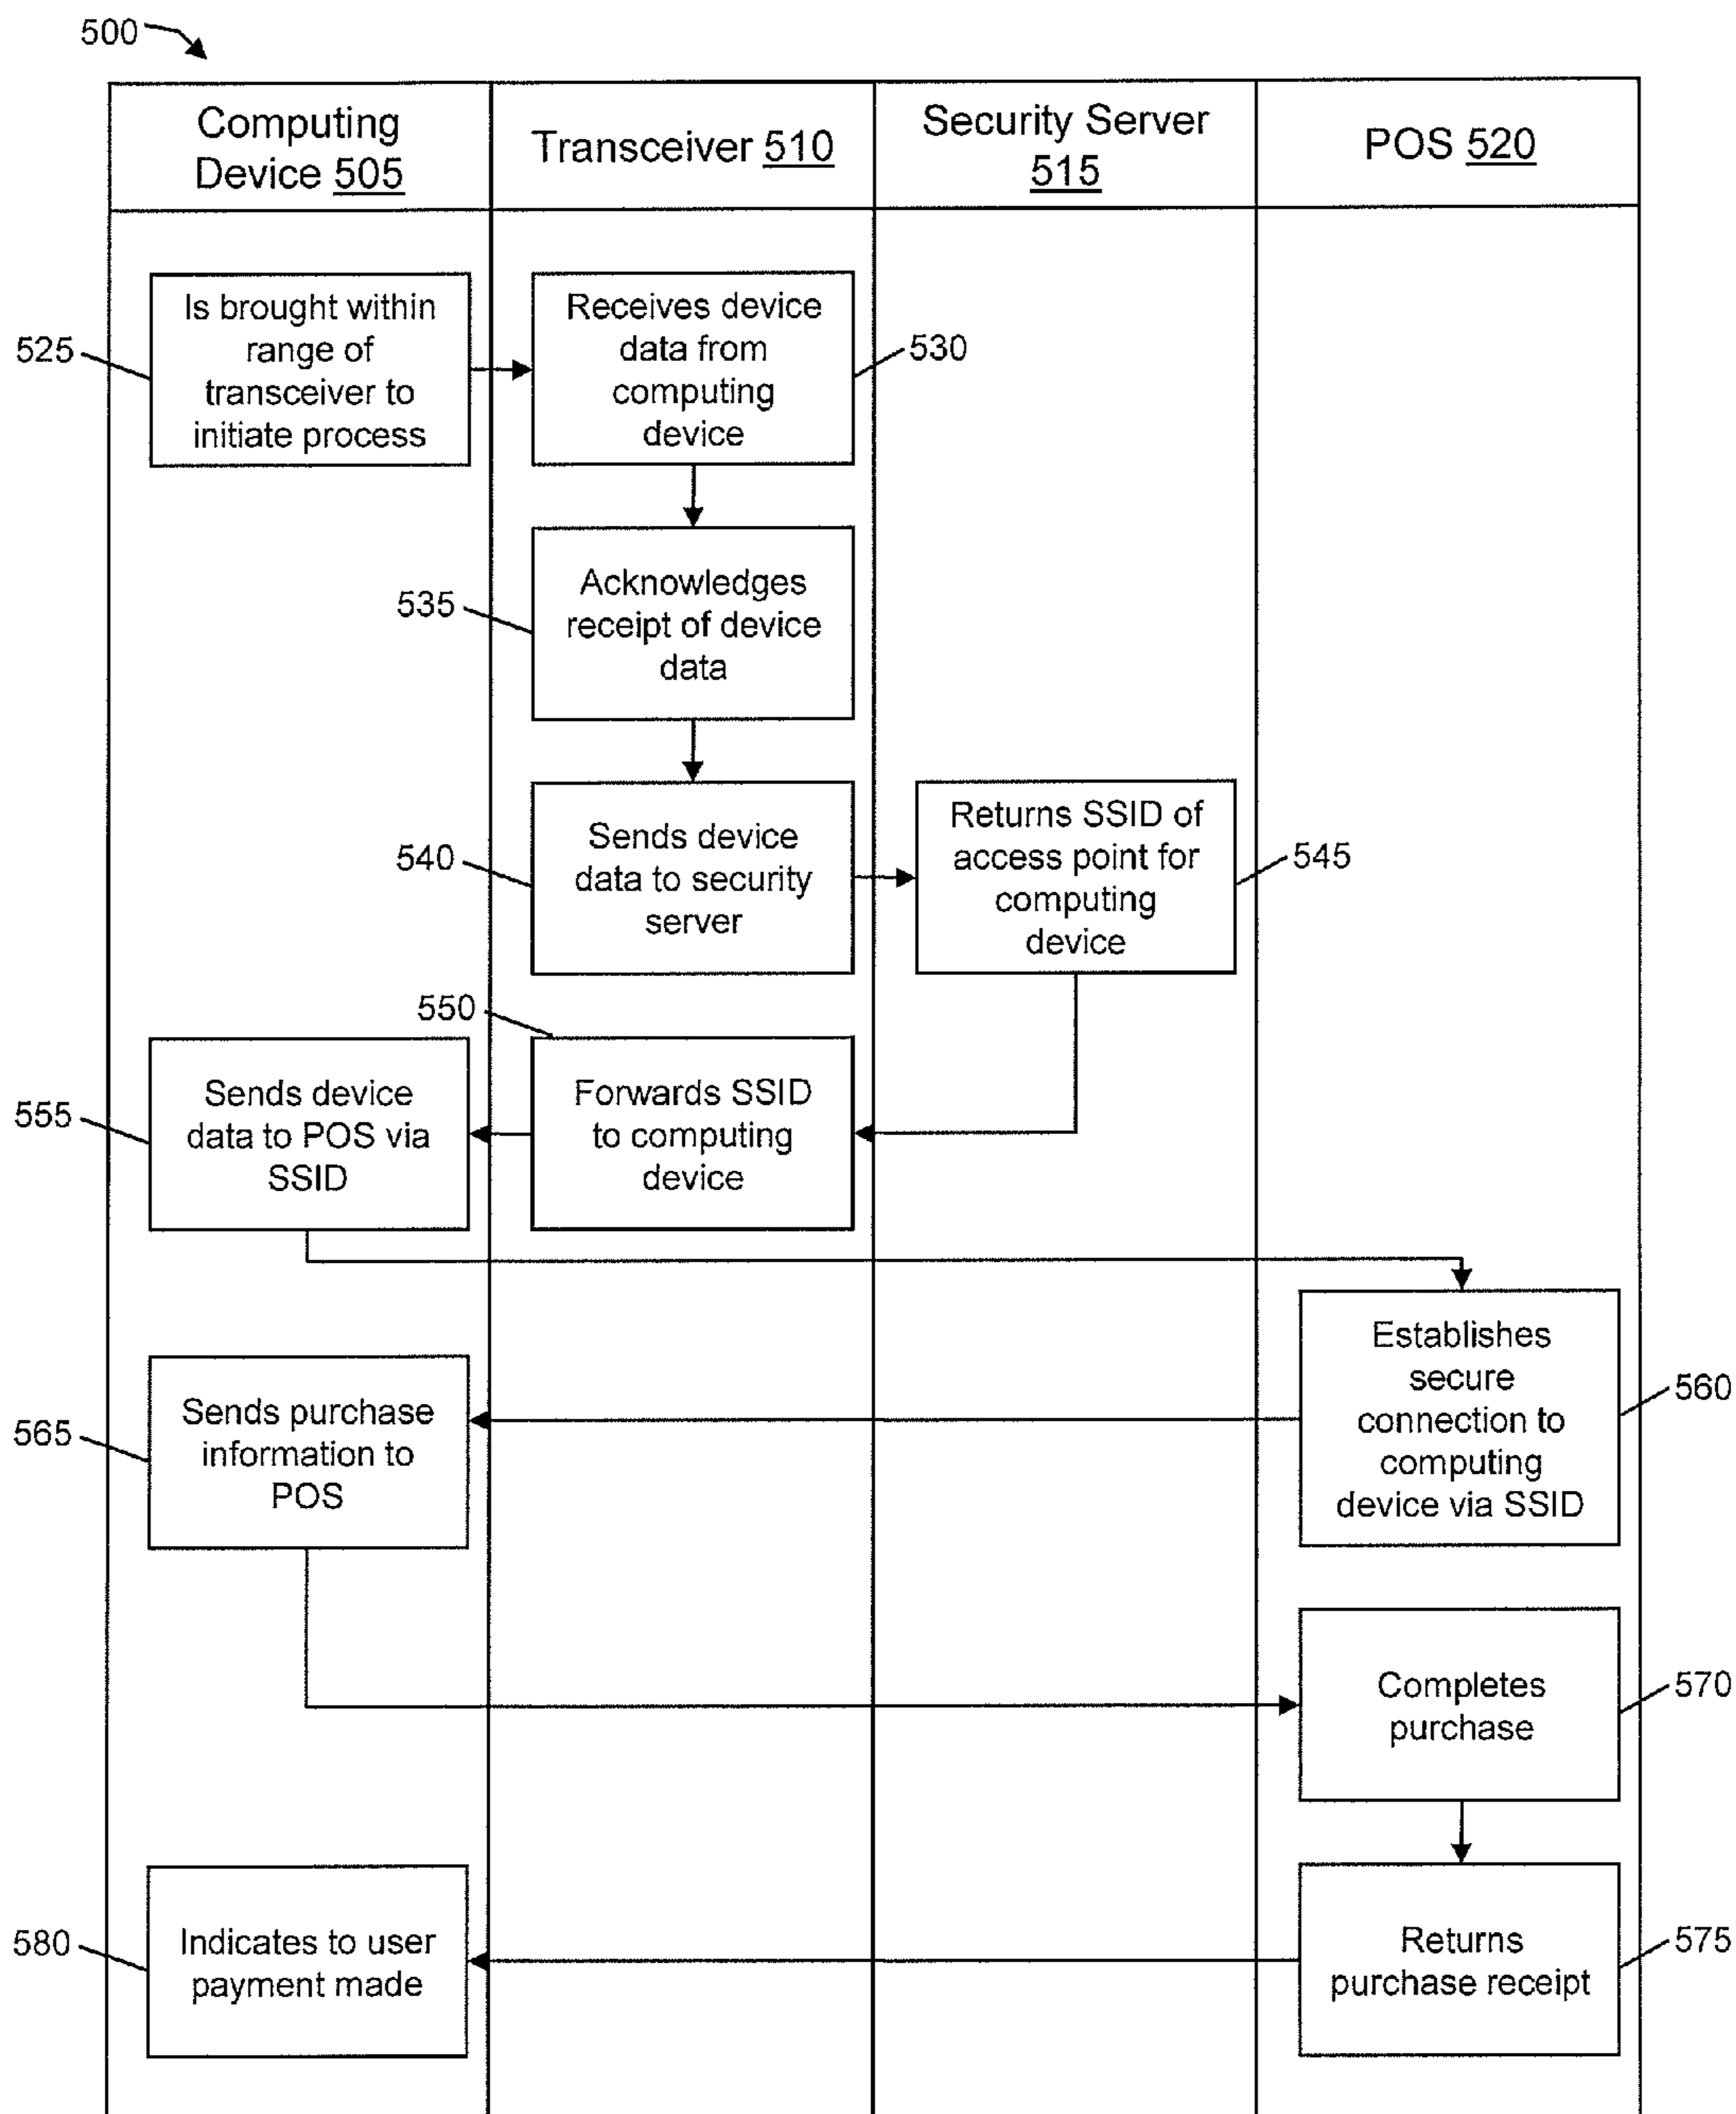 500
Computing
Device 505
Transceiver 510
Security Server
515
POS 520
525
Is brought within
range of
transceiver to
initiate process
Receives device
data from
computing
device
530
535
Acknowledges
receipt of device
data
540
Sends device
data to security
server
Returns SSID of
access point for
computing
device
545
550
555
Sends device
data to POS via
SSID
Forwards SSID
to computing
device
Establishes
secure
connection to
computing
device via SSID
560
565
Sends purchase
information to
POS
Completes
purchase
570
580
Indicates to user
payment made
Returns
purchase receipt
575